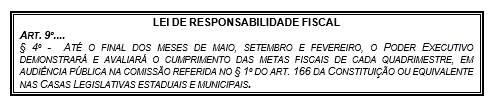 LEI DE RESPONSABILIDADE FISCAL
ART. 9º....
§ 4º - ATÉ O FINAL DOS MESES DE MAIO, SETEMBRO E FEVEREIRO, O PODER EXECUTIVO
DEMONSTRARÁ E AVALIARÁ O CUMPRIMENTO DAS METAS FISCAIS DE CADA QUADRIMESTRE, EM
AUDIÊNCIA PÚBLICA NA COMISSÃO REFERIDA NO § 1º DO ART. 166 DA CONSTITUIÇÃO OU EQUIVALENTE
NAS CASAS LEGISLATIVAS ESTADUAIS E MUNICIPAIS.